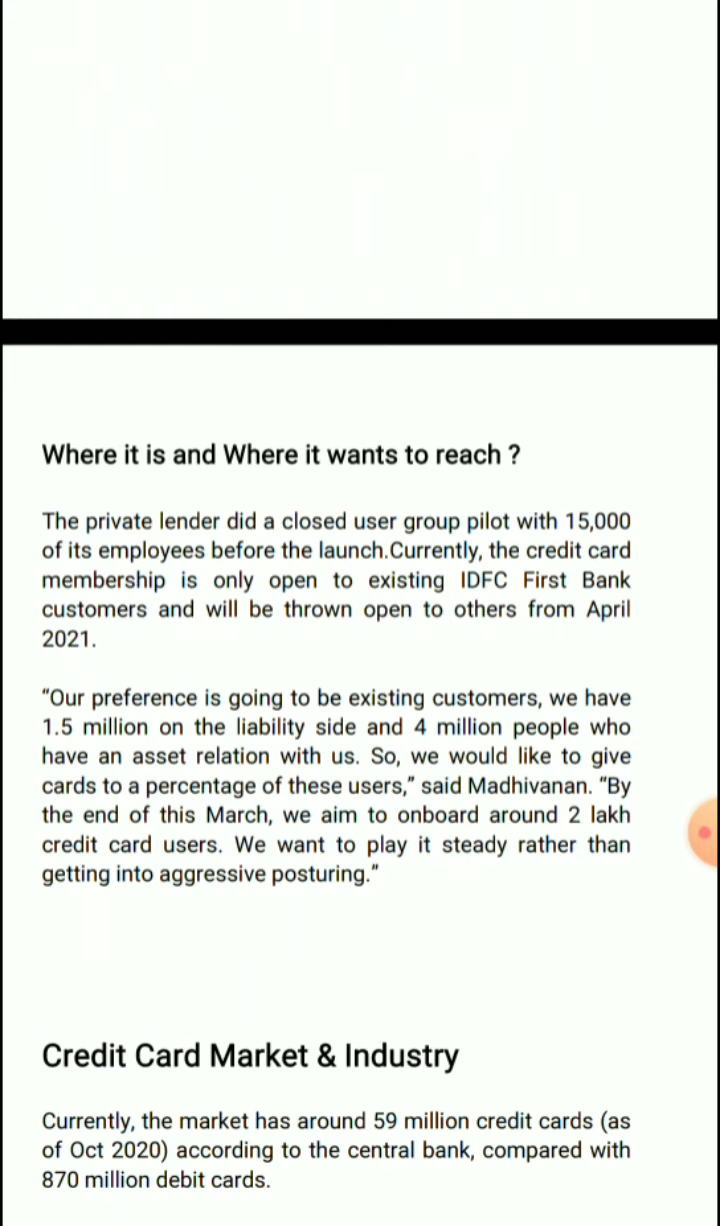 Where it is and Where it wants to reach ?
The private lender did a closed user group pilot with 15,000
of its employees before the launch.Currently, the credit card
membership is only open to existing IDFC First Bank
customers and will be thrown open to others from April
2021.
“Our preference is going to be existing customers, we have
1.5 million on the liability side and 4 million people who
have an asset relation with us. So, we would like to give
cards to a percentage of these users,” said Madhivanan. “By
the end of this March, we aim to onboard around 2 lakh
credit card users. We want to play it steady rather than
getting into aggressive posturing.”
Credit Card Market & Industry
Currently, the market has around 59 million credit cards (as
of Oct 2020) according to the central bank, compared with
870 million debit cards.